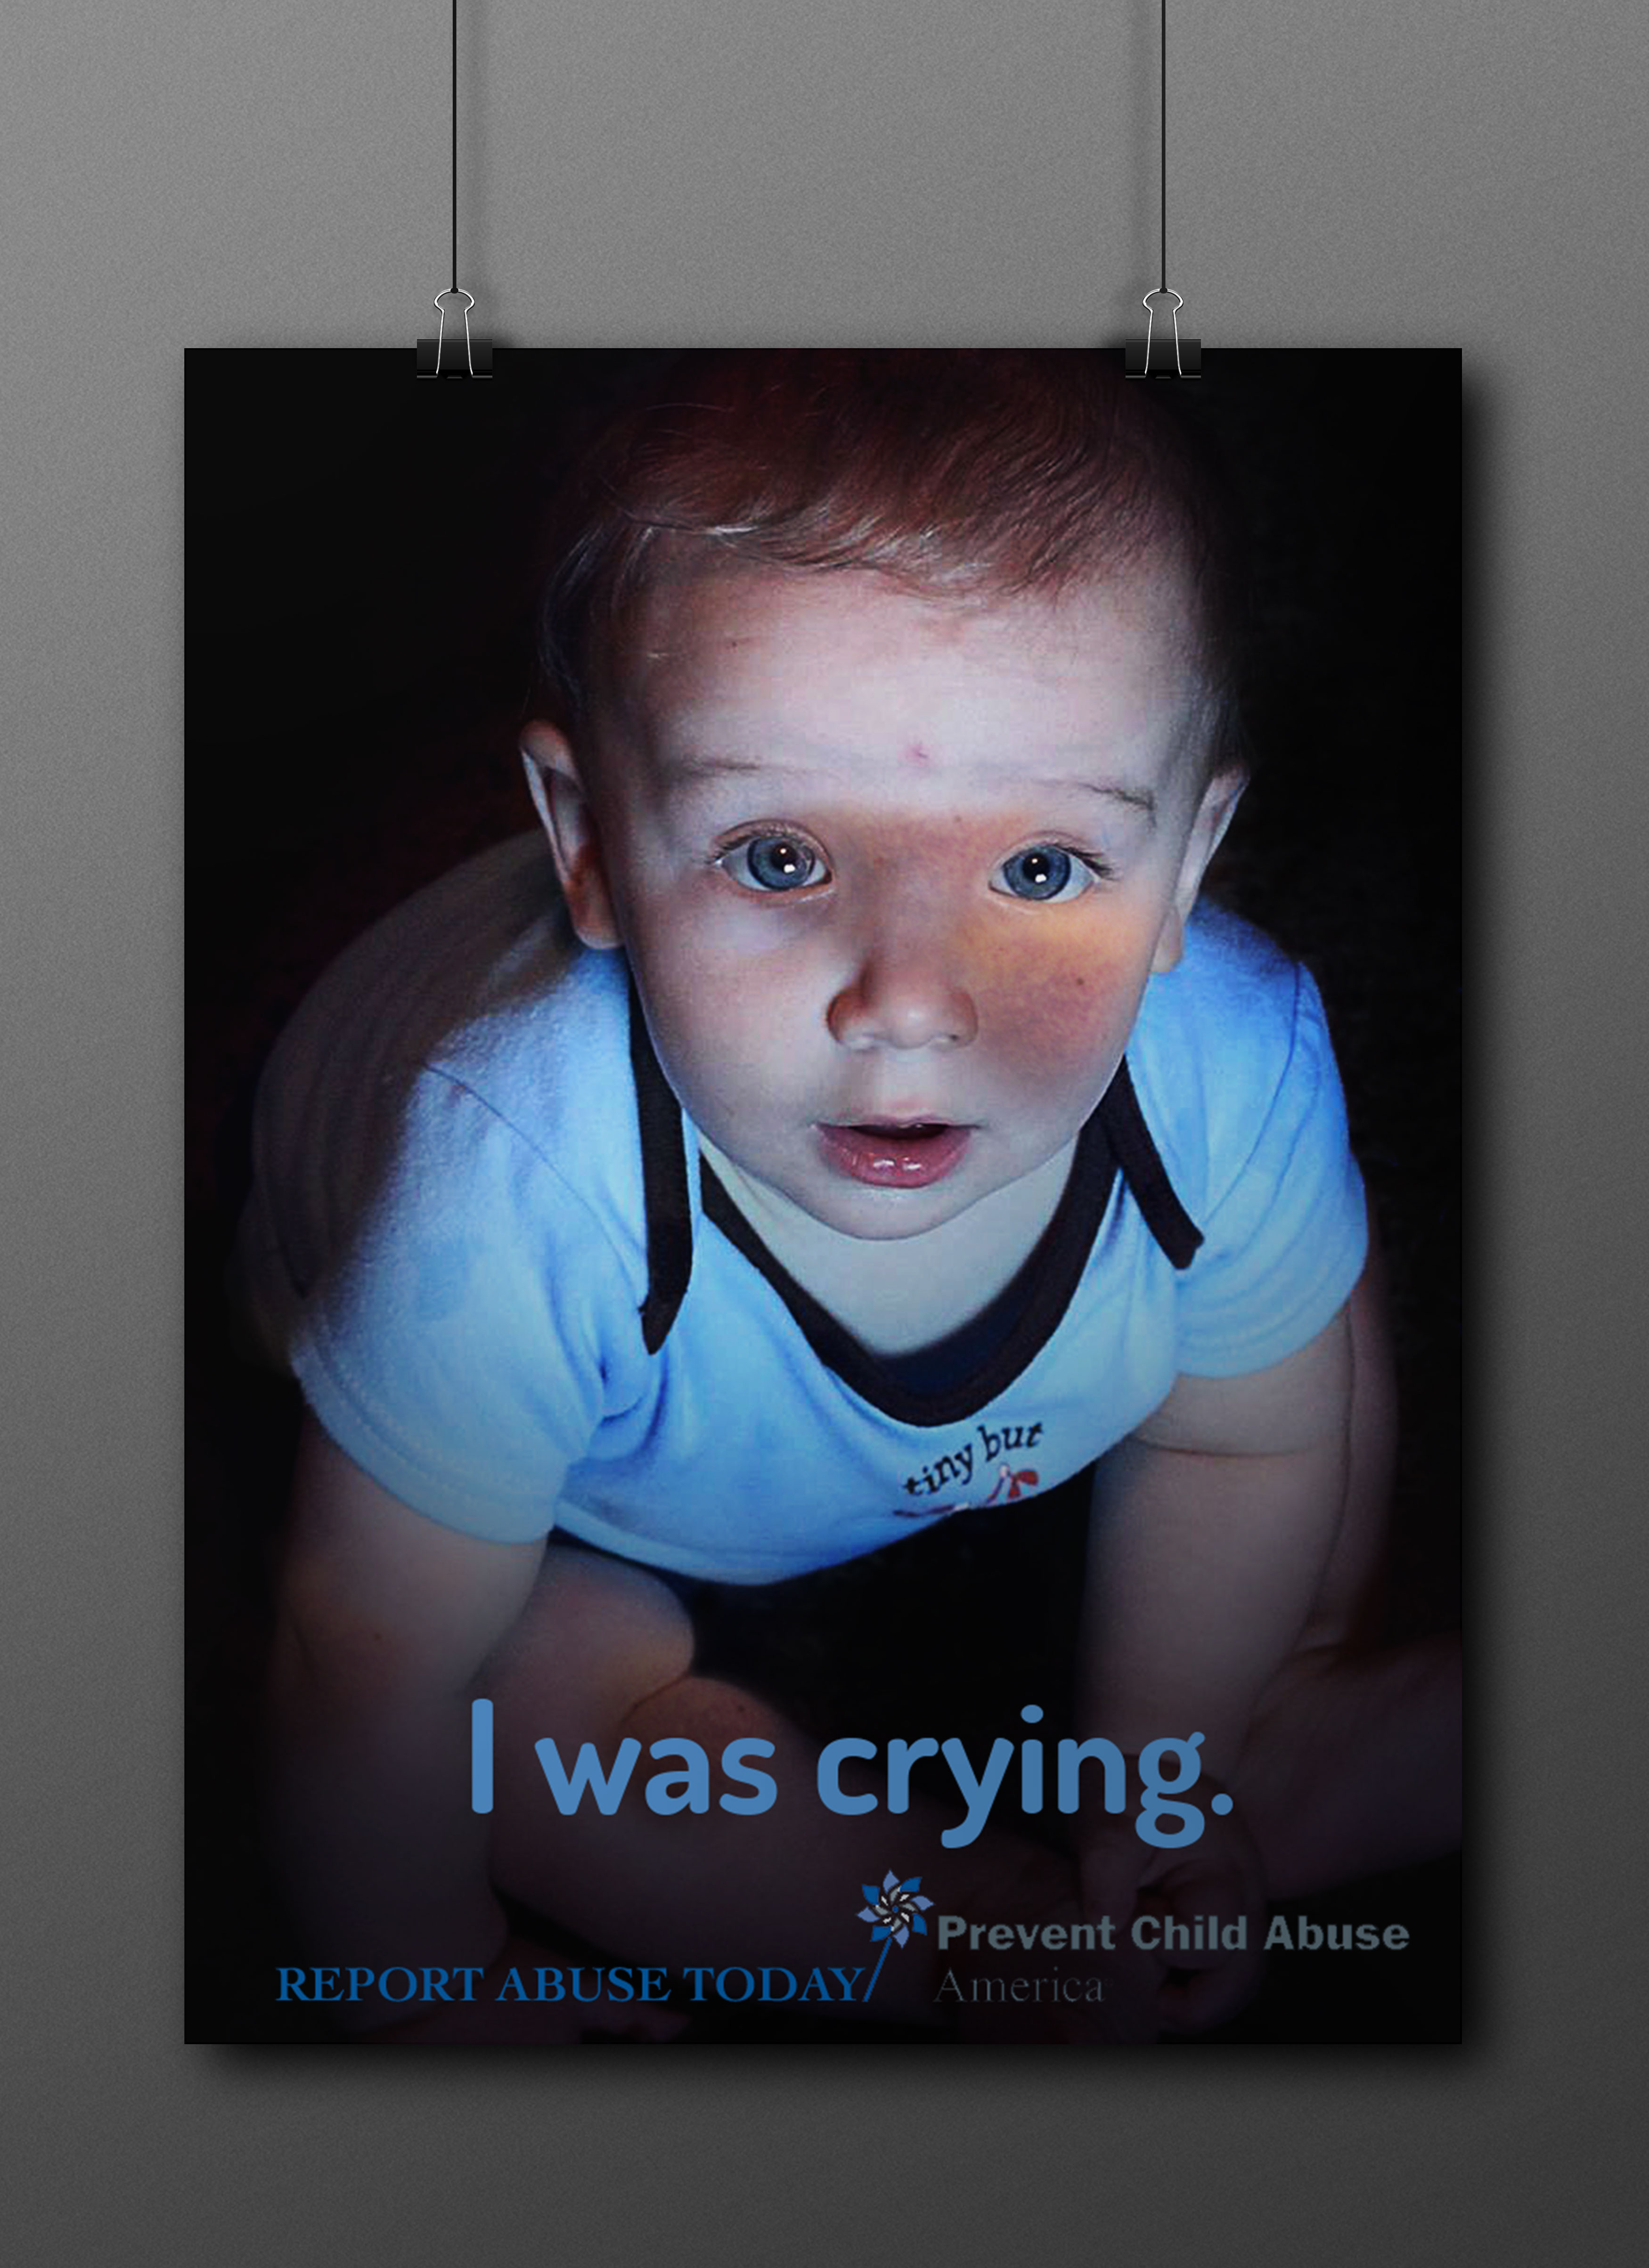 tiny but
I was crying.
Prevent Child Abuse
REPORT ABUSE TODAY
America